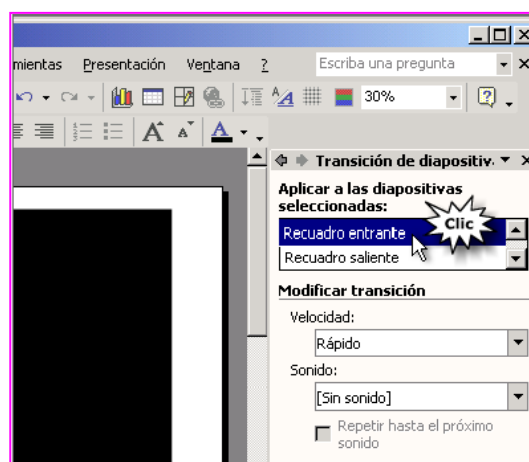 mientas Presentación Ventana ? Escriba una pregunta
30%
A A A
Transición de diapositiv.
Aplicar a las diapositivas
seleccionadas:
Clic
Recuadro entrante
Recuadro saliente
Modificar transición
Velocidad:
Rápido
Sonido:
[Sin sonido]
Repetir hasta el próximo
sonido